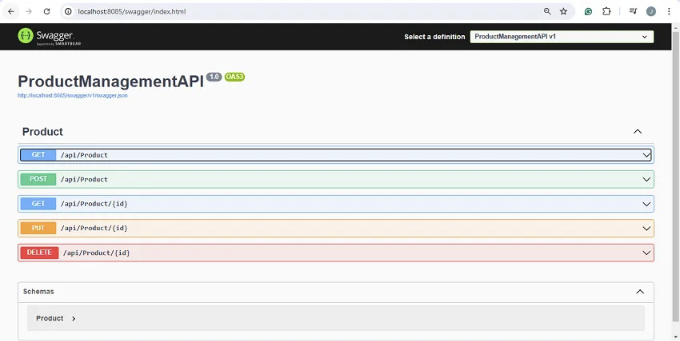 localhost:8085/swagger/index.html
Swagger.
Supported by SMARTBEAR
Select a definition
ProductManagementAPI v1
ProductManagementAPI 1.0 OAS3
http://localhost:8085/swagger/v1/swagger.json
Product
GET /api/Product
POST /api/Product
GET /api/Product/{id}
PUT /api/Product/{id}
DELETE /api/Product/{id}
Schemas
Product
J